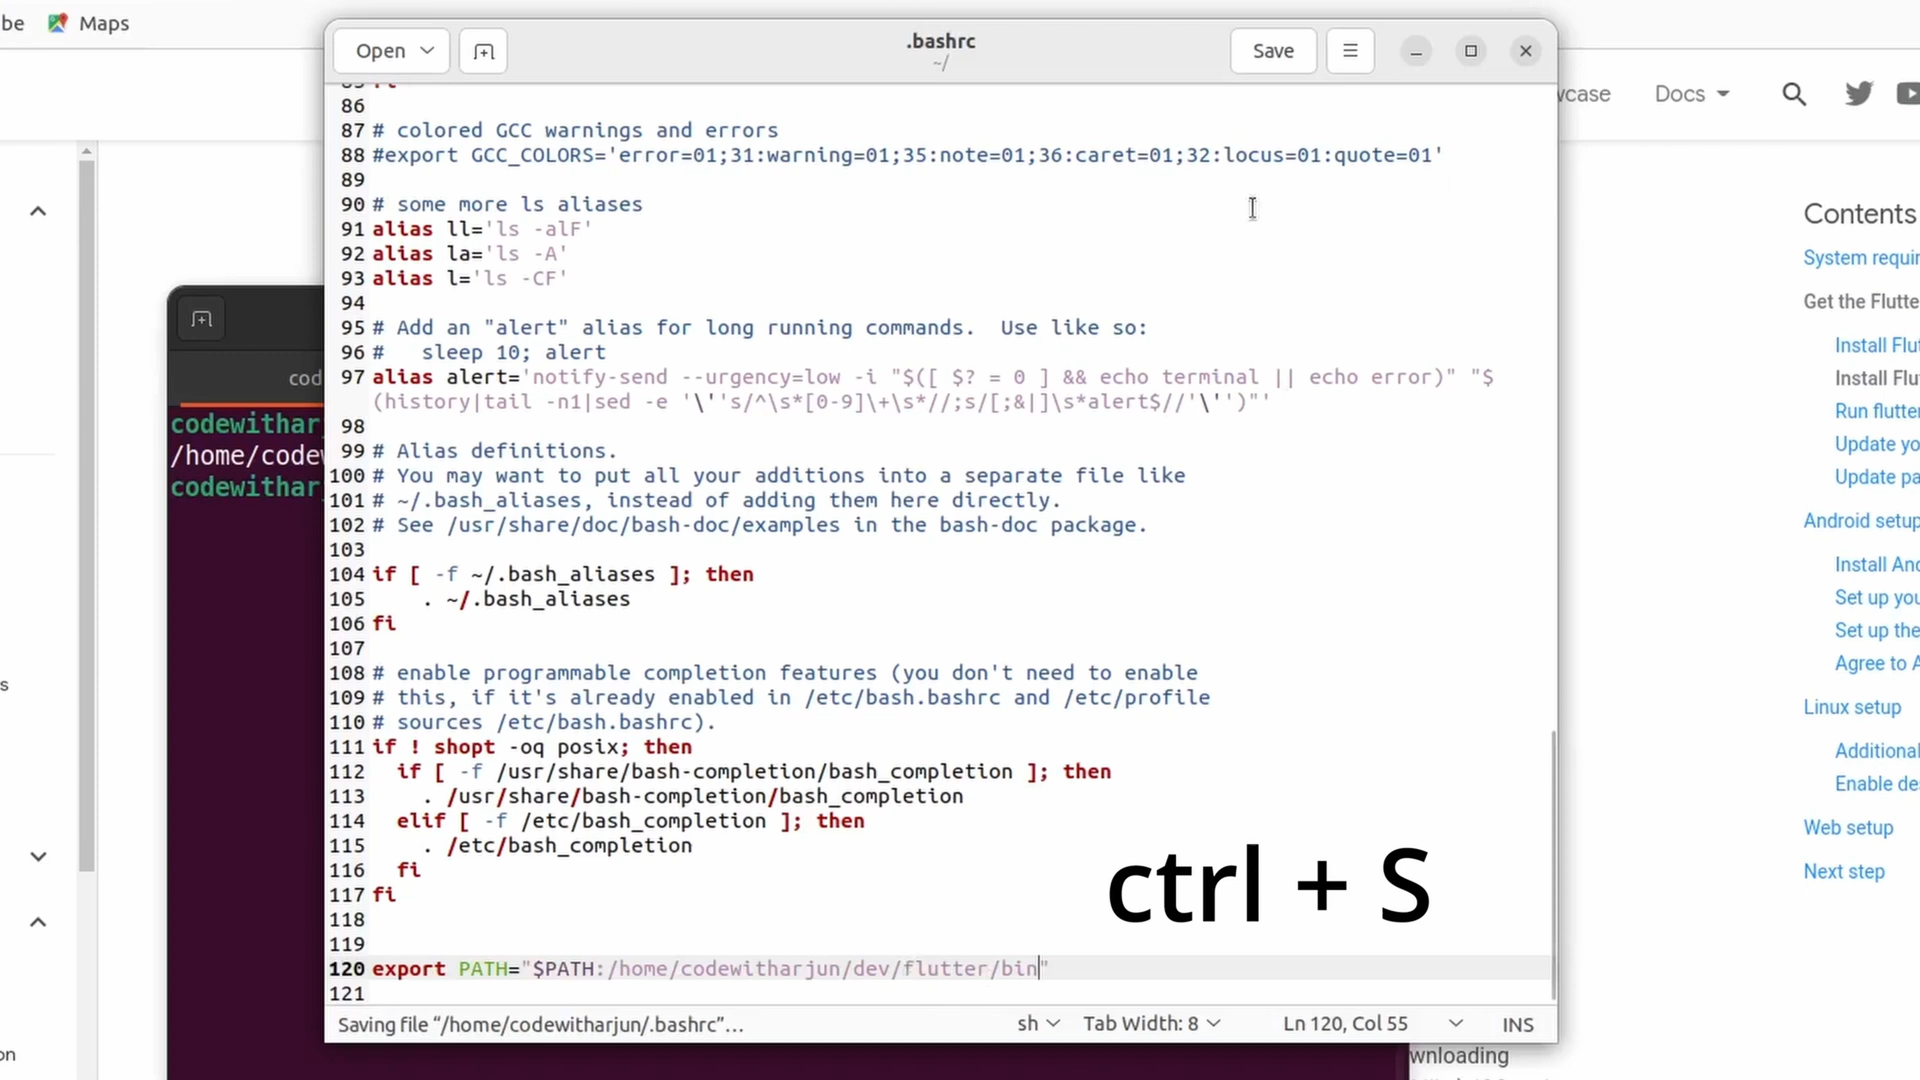 be Maps
Open
.bashrc
~/
Save
86
87 # colored GCC warnings and errors
88 #export GCC_COLORS='error=01;31:warning=01;35:note=01;36:caret=01;32:locus=01:quote=01'
89
90 # some more ls aliases
91 alias ll='ls -alF'
92 alias la='ls -A'
93 alias l='ls -CF'
94
95 # Add an "alert" alias for long running commands.  Use like so:
96 #   sleep 10; alert
97 alias alert='notify-send --urgency=low -i "$([ $? = 0 ] && echo terminal || echo error)" "$
(history|tail -n1|sed -e '\''s/^\s*[0-9]\+\s*//;s/[;&|]\s*alert$//'\'')"'
98
99 # Alias definitions.
100 # You may want to put all your additions into a separate file like
101 # ~/.bash_aliases, instead of adding them here directly.
102 # See /usr/share/doc/bash-doc/examples in the bash-doc package.
103
104 if [ -f ~/.bash_aliases ]; then
105     . ~/.bash_aliases
106 fi
107
108 # enable programmable completion features (you don't need to enable
109 # this, if it's already enabled in /etc/bash.bashrc and /etc/profile
110 # sources /etc/bash.bashrc).
111 if ! shopt -oq posix; then
112   if [ -f /usr/share/bash-completion/bash_completion ]; then
113     . /usr/share/bash-completion/bash_completion
114   elif [ -f /etc/bash_completion ]; then
115     . /etc/bash_completion
116   fi
117 fi
118
119
120 export PATH="$PATH:/home/codewitharjun/dev/flutter/bin"
121
Saving file “/home/codewitharjun/.bashrc”...
sh
Tab Width: 8
Ln 120, Col 55
INS
ctrl + S
cod
codewithar
/home/codew
codewithar
s
on
wcase
Docs
Contents
System requir
Get the Flutte
Install Flut
Install Flu
Run flutter
Update yo
Update pa
Android setup
Install And
Set up you
Set up the
Agree to A
Linux setup
Additional
Enable des
Web setup
Next step
wnloading